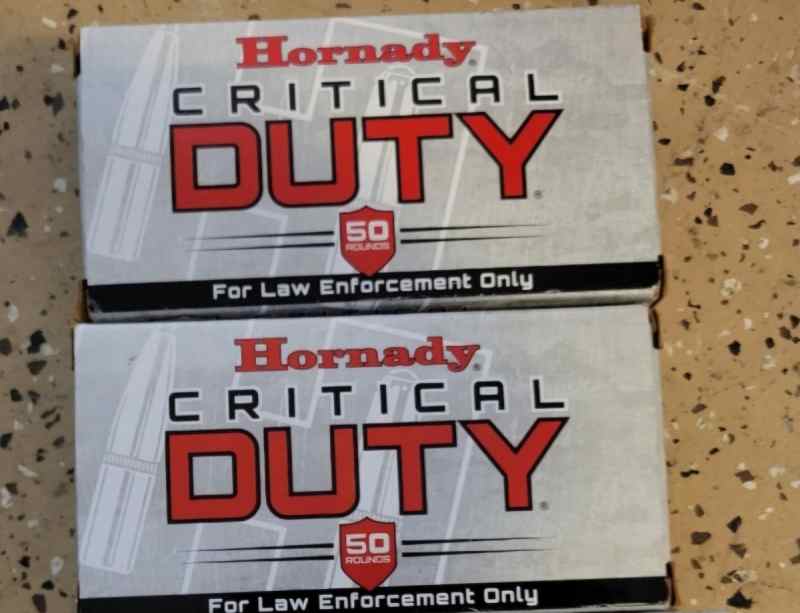 Hornady
CRITICAL
DUTY
50
ROUNDS
For Law Enforcement Only
Hornady
CRITICAL
DUTY
50
ROUNDS
For Law Enforcement Only